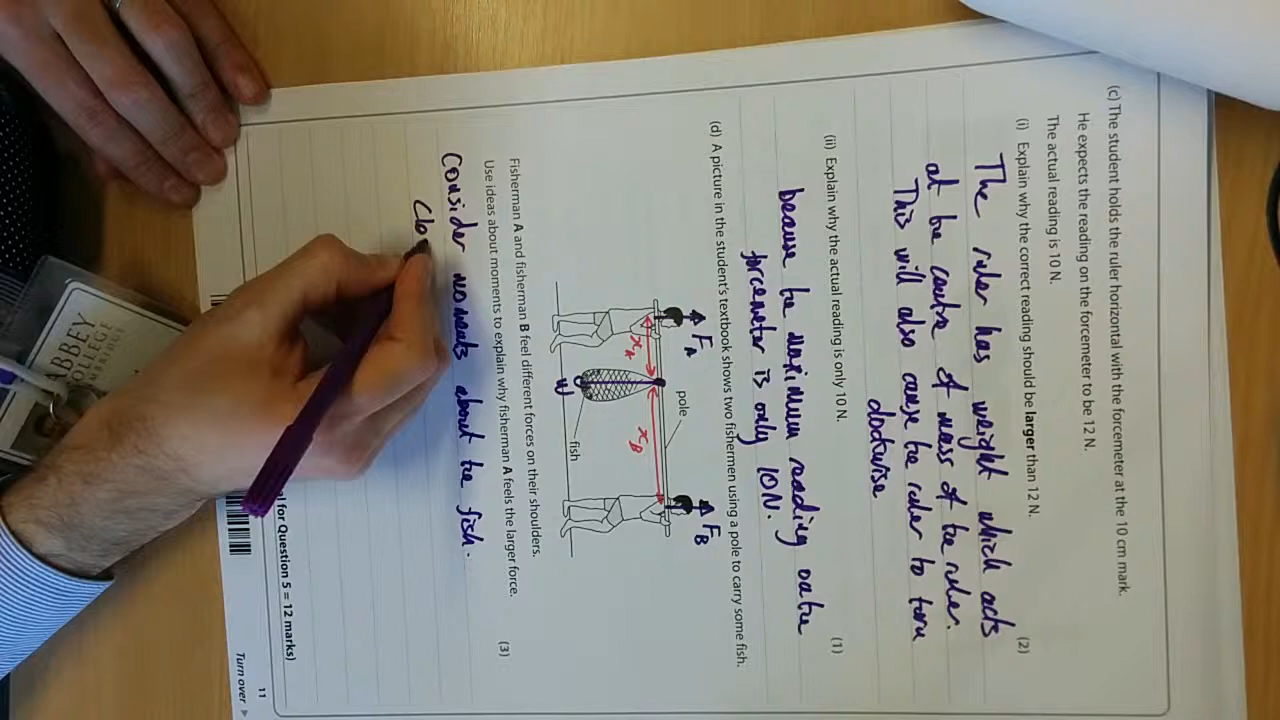 (c) The student holds the ruler horizontal with the forcemeter at the 10 cm mark.
He expects the reading on the forcemeter to be 12 N.
The actual reading is 10 N.
(i) Explain why the correct reading should be larger than 12 N.
(2)
The ruler has weight which acts
at the centre of mass of the ruler.
This will also cause the ruler to turn
clockwise
(ii) Explain why the actual reading is only 10 N.
(1)
because the maximum reading on the
forcemeter is only 10N.
(d) A picture in the student's textbook shows two fishermen using a pole to carry some fish.
FA
FB
pole
xA
xB
W
fish
Fisherman A and fisherman B feel different forces on their shoulders.
Use ideas about moments to explain why fisherman A feels the larger force.
(3)
Consider moments about the fish.
Clo
al for Question 5 = 12 marks)
11
Turn over
ABBEY
COLLEGE